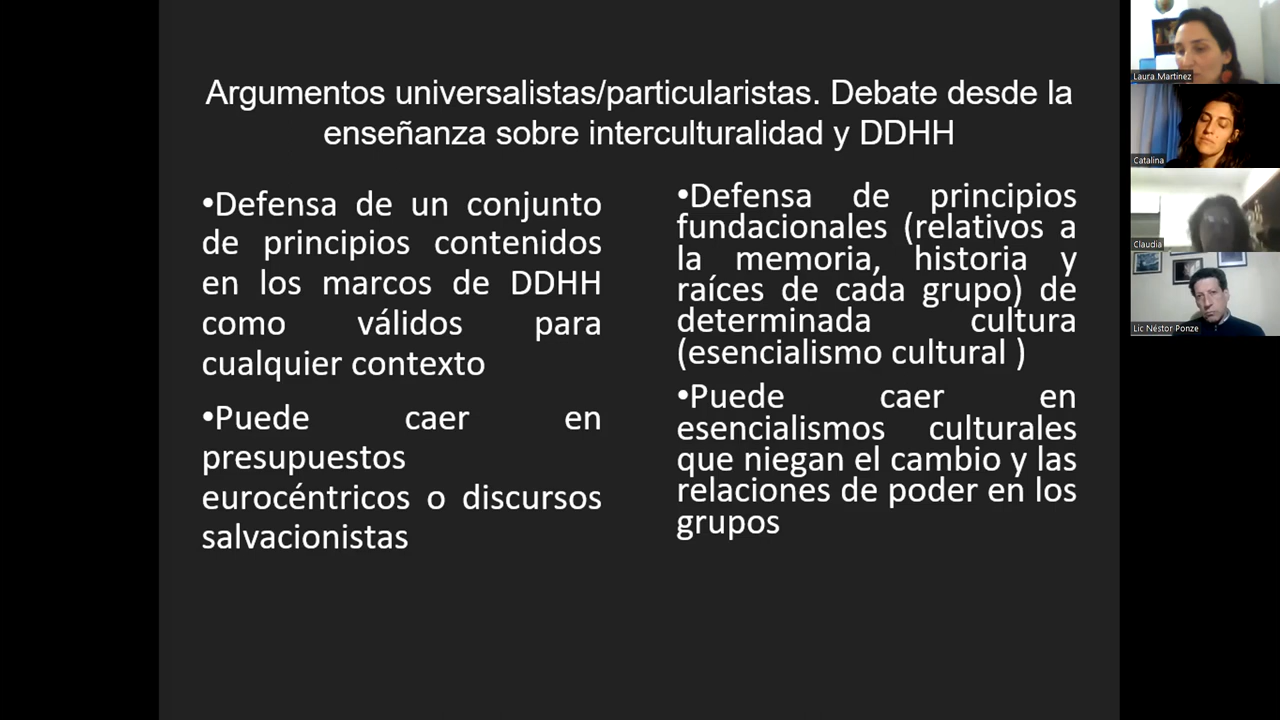 Argumentos universalistas/particularistas. Debate desde la
enseñanza sobre interculturalidad y DDHH
•Defensa de un conjunto
de principios contenidos
en los marcos de DDHH
como válidos para
cualquier contexto
•Puede caer en
presupuestos
eurocéntricos o discursos
salvacionistas
•Defensa de principios
fundacionales (relativos a
la memoria, historia y
raíces de cada grupo) de
determinada cultura
(esencialismo cultural )
•Puede caer en
esencialismos culturales
que niegan el cambio y las
relaciones de poder en los
grupos
Laura Martinez
Catalina
Claudia
Lic Néstor Ponze